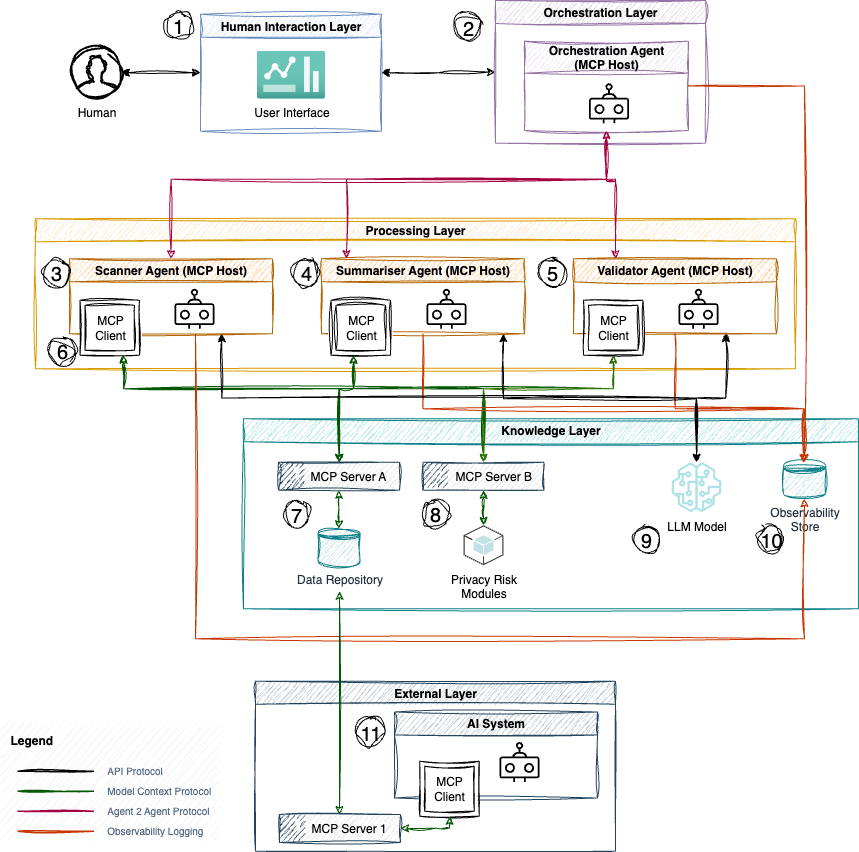 1
Human Interaction Layer
User Interface
Human
2
Orchestration Layer
Orchestration Agent
(MCP Host)
Processing Layer
3
Scanner Agent (MCP Host)
MCP
Client
4
Summariser Agent (MCP Host)
MCP
Client
5
Validator Agent (MCP Host)
MCP
Client
6
Knowledge Layer
MCP Server A
MCP Server B
7
8
9
10
Data Repository
Privacy Risk
Modules
LLM Model
Observability
Store
External Layer
11
AI System
MCP
Client
MCP Server 1
Legend
API Protocol
Model Context Protocol
Agent 2 Agent Protocol
Observability Logging